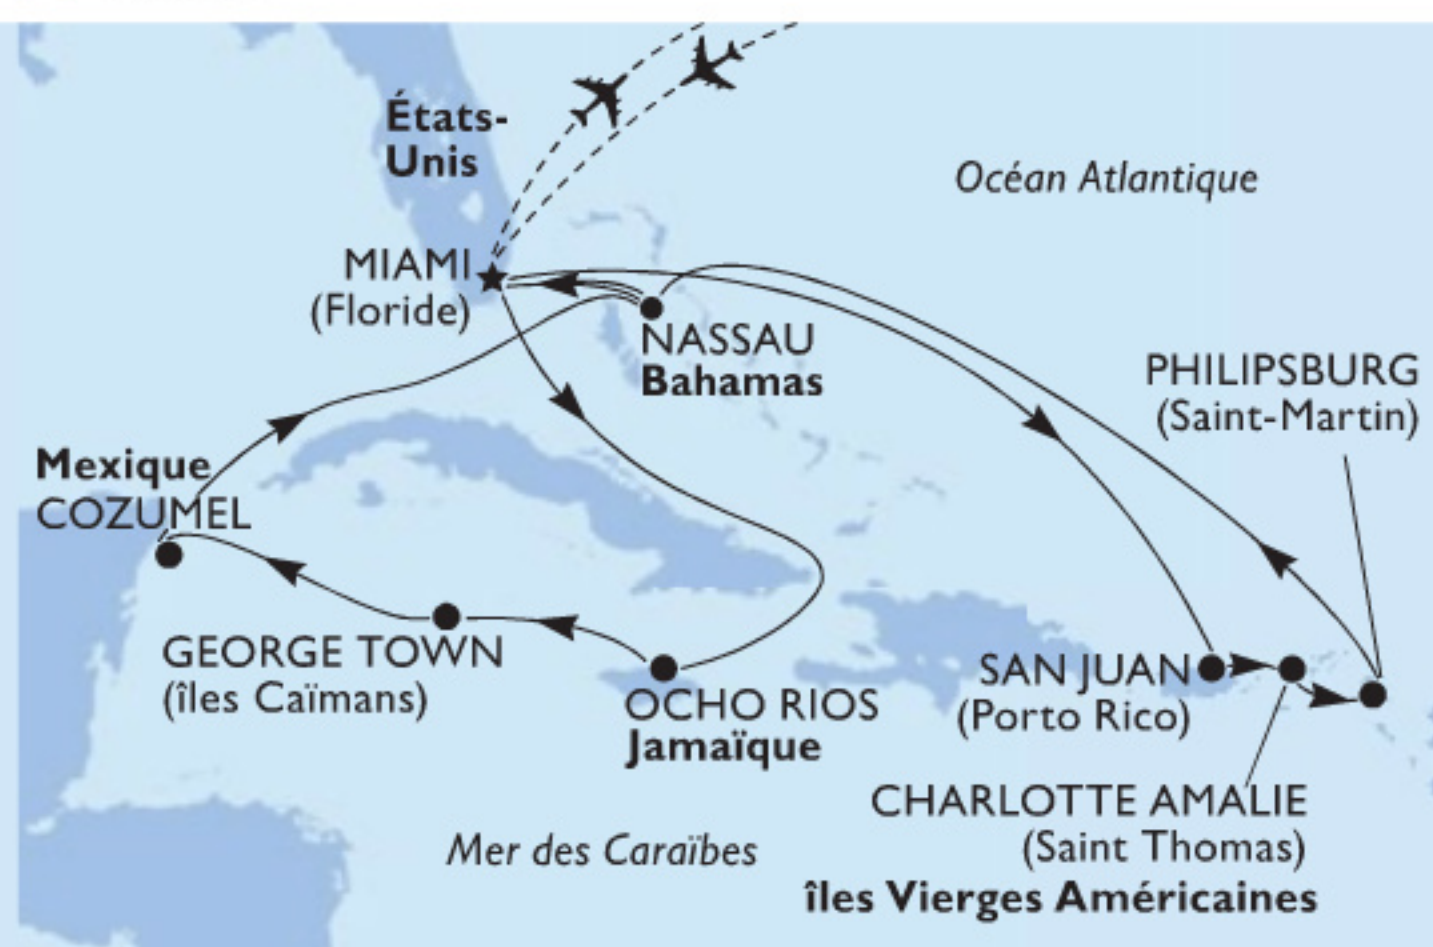 États-
Unis
Océan Atlantique
MIAMI
(Floride)
NASSAU
Bahamas
PHILIPSBURG
(Saint-Martin)
Mexique
COZUMEL
GEORGE TOWN
(îles Caïmans)
OCHO RIOS
Jamaïque
SAN JUAN
(Porto Rico)
CHARLOTTE AMALIE
(Saint Thomas)
îles Vierges Américaines
Mer des Caraïbes